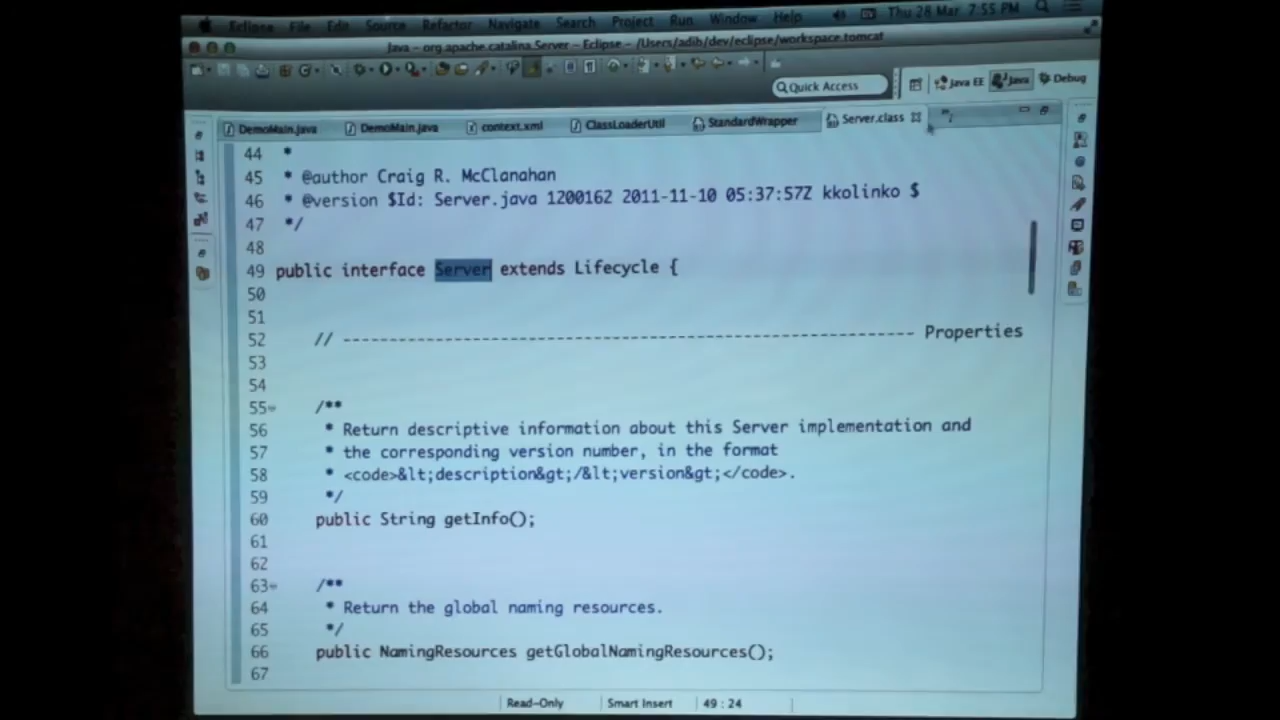 Eclipse File Edit Source Refactor Navigate Search Project Run Window Help Thu 28 Mar 7:55 PM
Java – org.apache.catalina.Server – Eclipse – /Users/adib/dev/eclipse/workspace.tomcat
Quick Access Java EE Java Debug
DemoMain.java DemoMain.java context.xml ClassLoaderUtil StandardWrapper Server.class
44 *
45 * @author Craig R. McClanahan
46 * @version $Id: Server.java 1200162 2011-11-10 05:37:57Z kkolinko $
47 */
48
49 public interface Server extends Lifecycle {
50
51
52 // -------------------------------------------------------------- Properties
53
54
55 /**
56 * Return descriptive information about this Server implementation and
57 * the corresponding version number, in the format
58 * <code>&lt;description&gt;/&lt;version&gt;</code>.
59 */
60 public String getInfo();
61
62
63 /**
64 * Return the global naming resources.
65 */
66 public NamingResources getGlobalNamingResources();
67
Read-Only Smart Insert 49 : 24